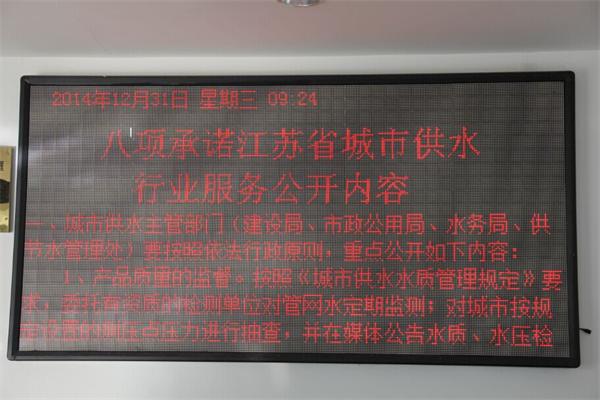 2014年12月31日 星期三 09:24
八项承诺江苏省城市供水
行业服务公开内容
一、城市供水主管部门（建设局、市政公用局、水务局、供
节水管理处）要按照依法行政原则，重点公开如下内容：
1、产品质量的监督。按照《城市供水水质管理规定》要
求，委托有资质的检测单位对管网水定期监测；对城市按规
定设置的测压点压力进行抽查，并在媒体公告水质、水压检